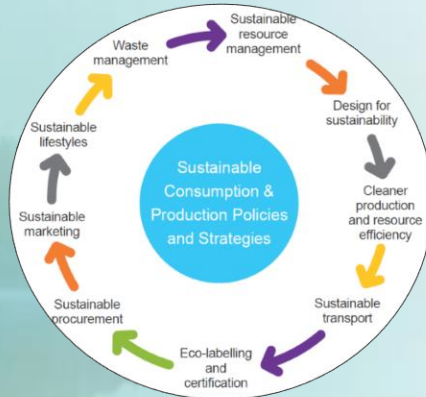 Sustainable
resource
management
Design for
sustainability
Cleaner
production
and resource
efficiency
Sustainable
transport
Eco-labelling
and
certification
Sustainable
procurement
Sustainable
marketing
Sustainable
lifestyles
Waste
management
Sustainable
Consumption &
Production Policies
and Strategies